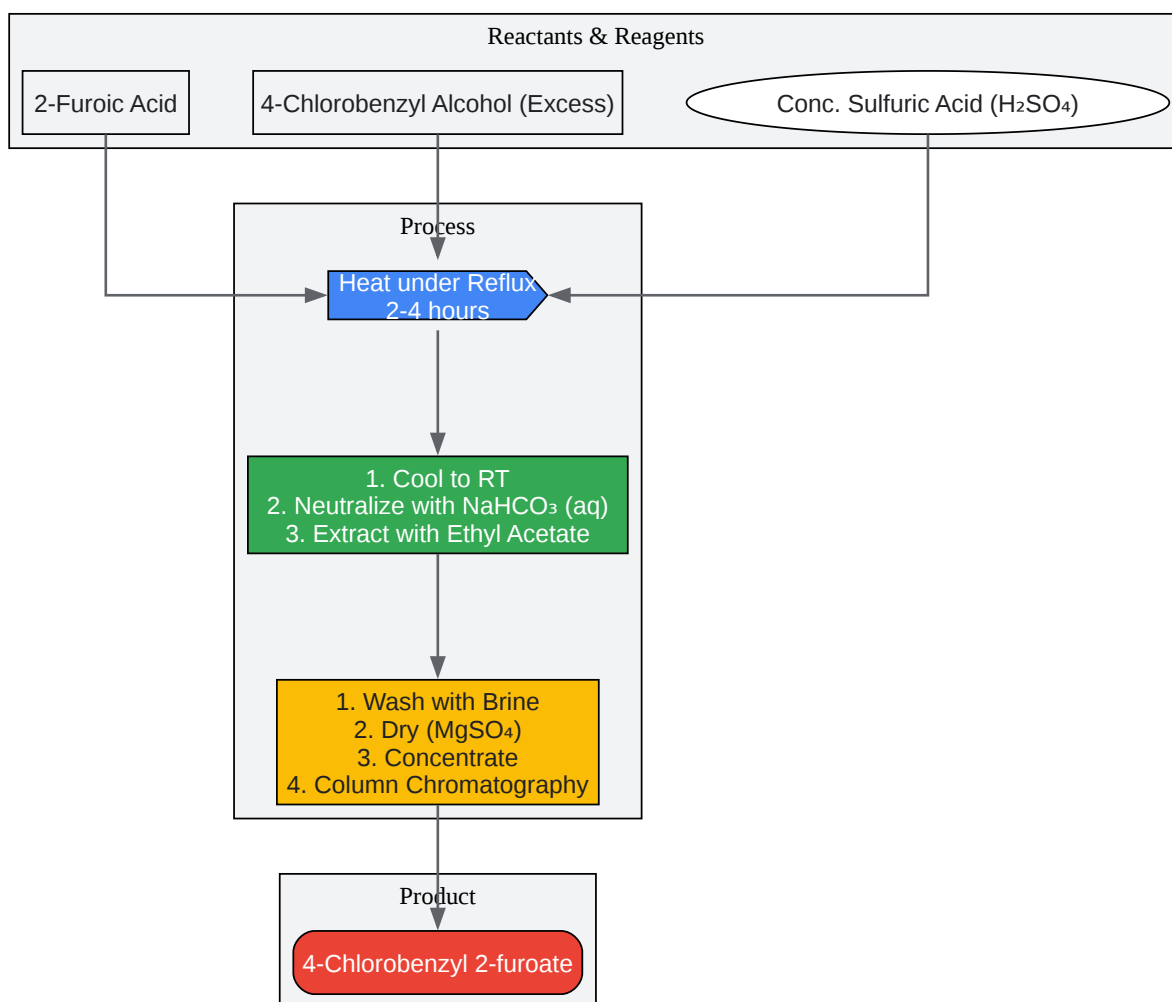 Reactants & Reagents
2-Furoic Acid
4-Chlorobenzyl Alcohol (Excess)
Conc. Sulfuric Acid (H₂SO₄)
Process
Heat under Reflux
2-4 hours
1. Cool to RT
2. Neutralize with NaHCO₃ (aq)
3. Extract with Ethyl Acetate
1. Wash with Brine
2. Dry (MgSO₄)
3. Concentrate
4. Column Chromatography
Product
4-Chlorobenzyl 2-furoate